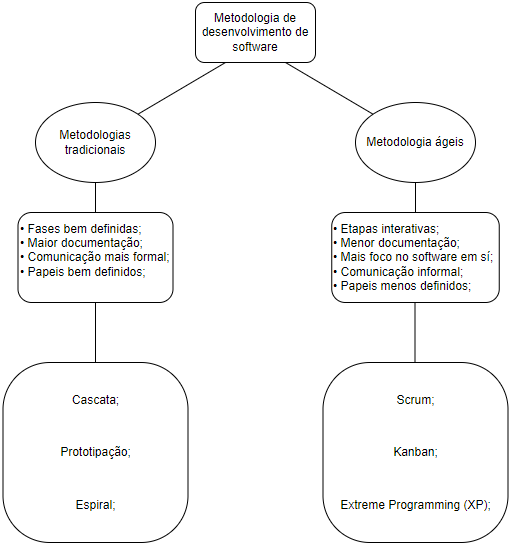 Metodologia de
desenvolvimento de
software
Metodologias
tradicionais
Metodologia ágeis
• Fases bem definidas;
• Maior documentação;
• Comunicação mais formal;
• Papeis bem definidos;
• Etapas interativas;
• Menor documentação;
• Mais foco no software em sí;
• Comunicação informal;
• Papeis menos definidos;
Cascata;
Prototipação;
Espiral;
Scrum;
Kanban;
Extreme Programming (XP);